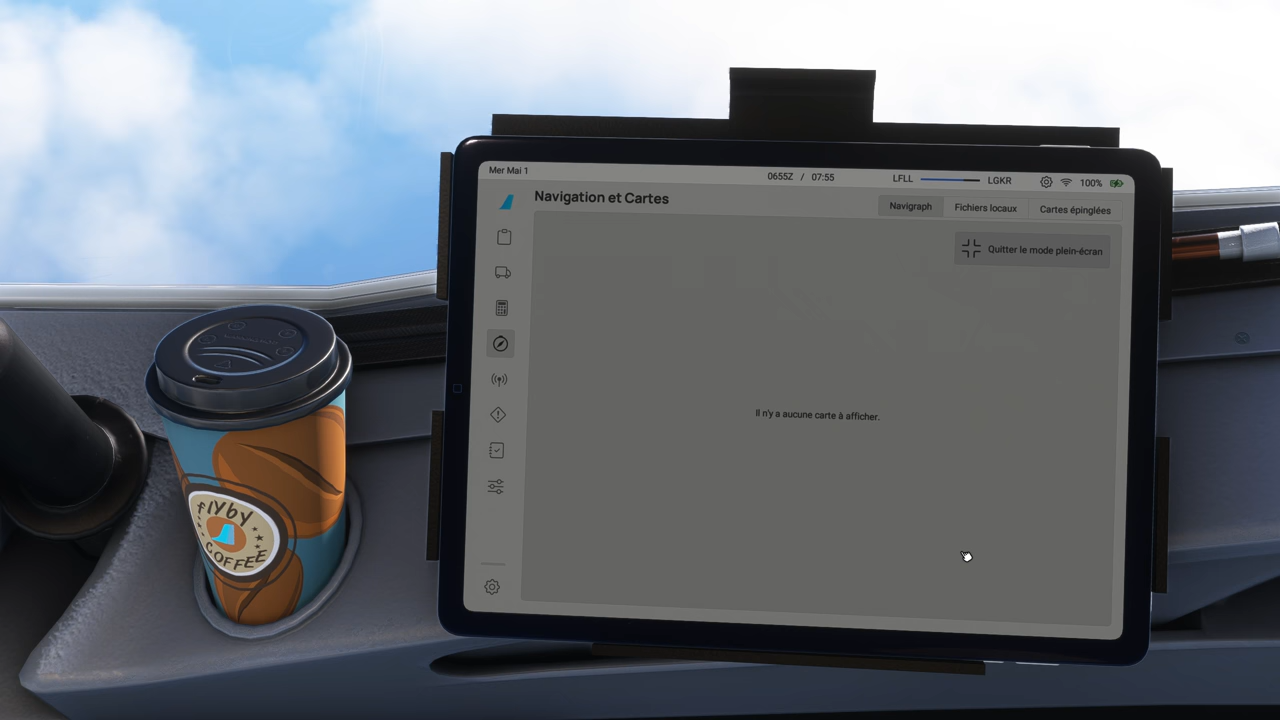 Mer Mai 1
0655Z / 07:55
LFLL
LGKR
100%
Navigation et Cartes
Navigraph
Fichiers locaux
Cartes épinglées
Quitter le mode plein-écran
Il n'y a aucune carte à afficher.
flyby
COFFEE